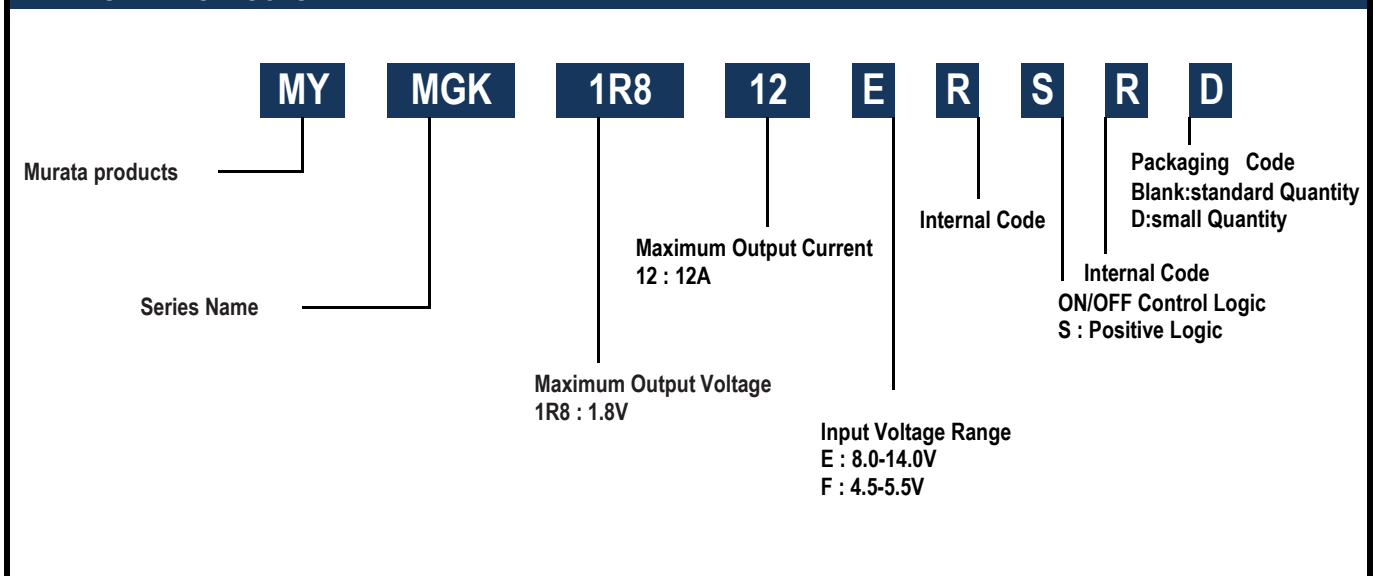 MY MGK 1R8 12 E R S R D
Murata products
Series Name
Maximum Output Voltage
1R8 : 1.8V
Maximum Output Current
12 : 12A
Input Voltage Range
E : 8.0-14.0V
F : 4.5-5.5V
Internal Code
ON/OFF Control Logic
S : Positive Logic
Internal Code
Packaging Code
Blank:standard Quantity
D:small Quantity